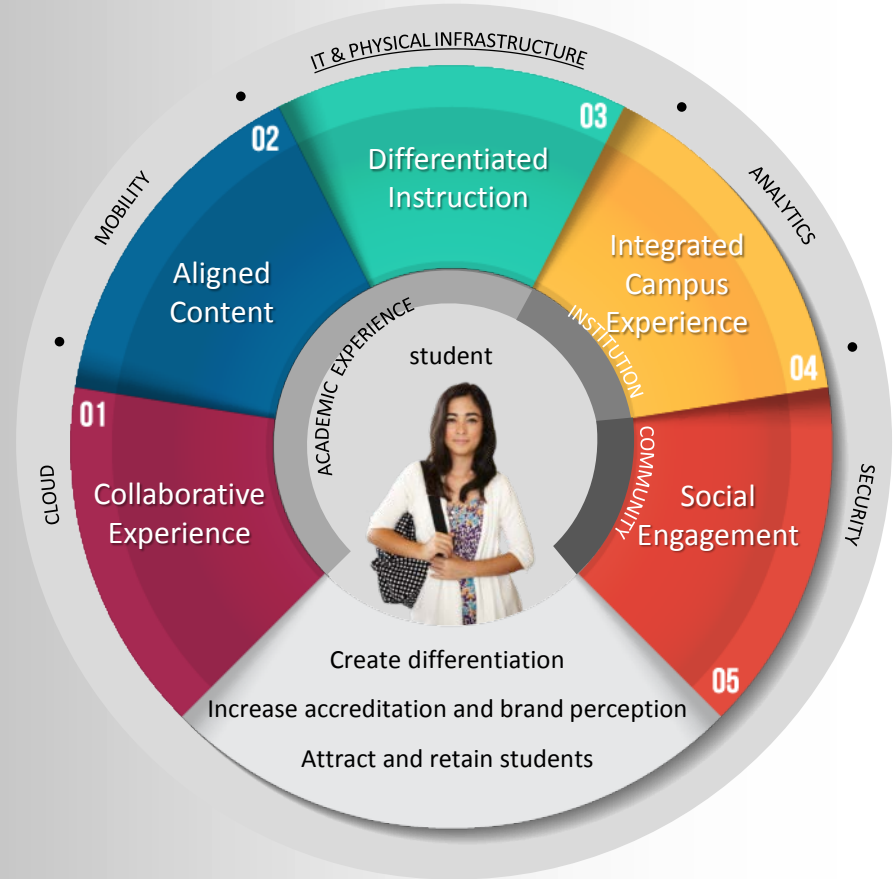 IT & PHYSICAL INFRASTRUCTURE
MOBILITY
ANALYTICS
CLOUD
SECURITY
01
Collaborative
Experience
02
Aligned
Content
03
Differentiated
Instruction
04
Integrated
Campus
Experience
05
Social
Engagement
ACADEMIC EXPERIENCE
INSTITUTION
COMMUNITY
student
Create differentiation
Increase accreditation and brand perception
Attract and retain students